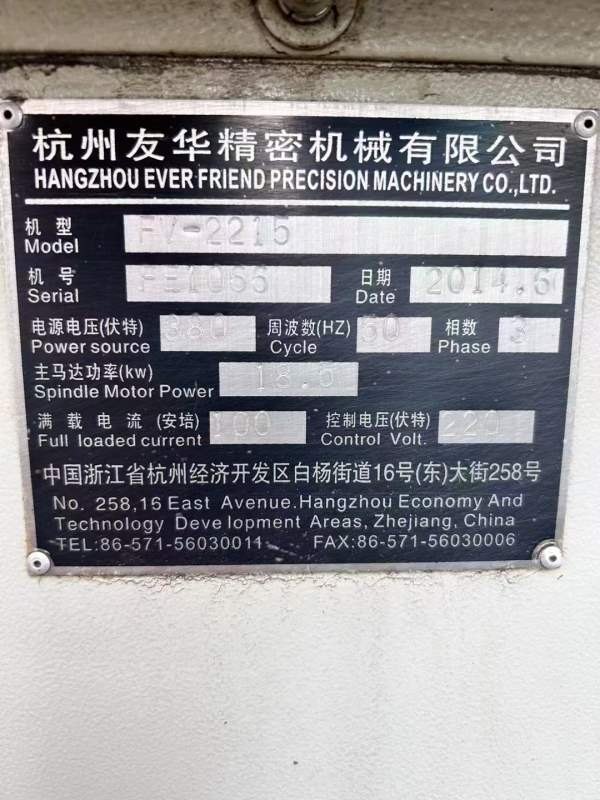 杭州友华精密机械有限公司
HANGZHOU EVER FRIEND PRECISION MACHINERY CO.,LTD.
机型 Model FV-2215
机号 Serial FE1066 日期 Date 2014.6
电源电压(伏特) Power source 380 周波数(HZ) Cycle 50 相数 Phase 3
主马达功率(kw) Spindle Motor Power 18.5
满载电流(安培) Full loaded current 100 控制电压(伏特) Control Volt. 220
中国浙江省杭州经济开发区白杨街道16号(东)大街258号
No. 258,16 East Avenue.Hangzhou Economy And
Technology Development Areas, Zhejiang, China
TEL:86-571-56030011 FAX:86-571-56030006